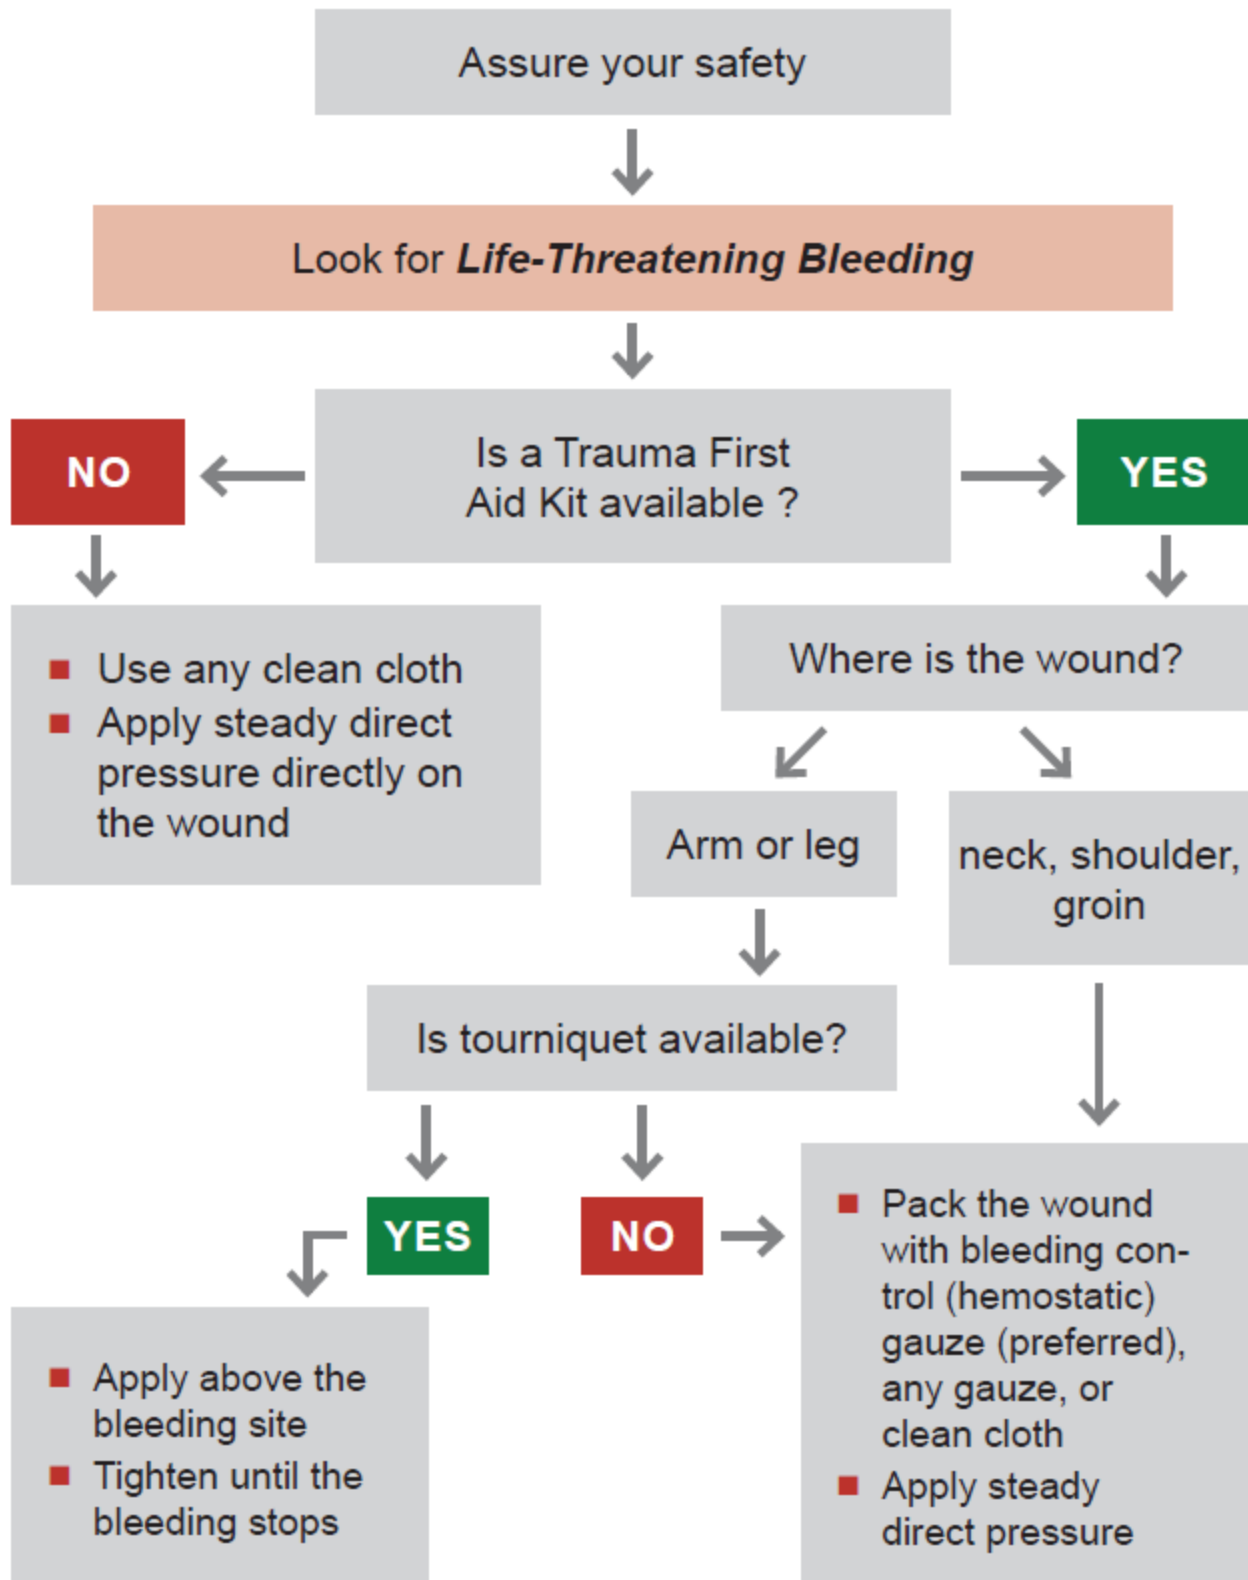 Assure your safety
Look for Life-Threatening Bleeding
Is a Trauma First
Aid Kit available ?
NO
YES
■ Use any clean cloth
■ Apply steady direct
pressure directly on
the wound
Where is the wound?
Arm or leg
neck, shoulder,
groin
Is tourniquet available?
YES
NO
■ Apply above the
bleeding site
■ Tighten until the
bleeding stops
■ Pack the wound
with bleeding con-
trol (hemostatic)
gauze (preferred),
any gauze, or
clean cloth
■ Apply steady
direct pressure